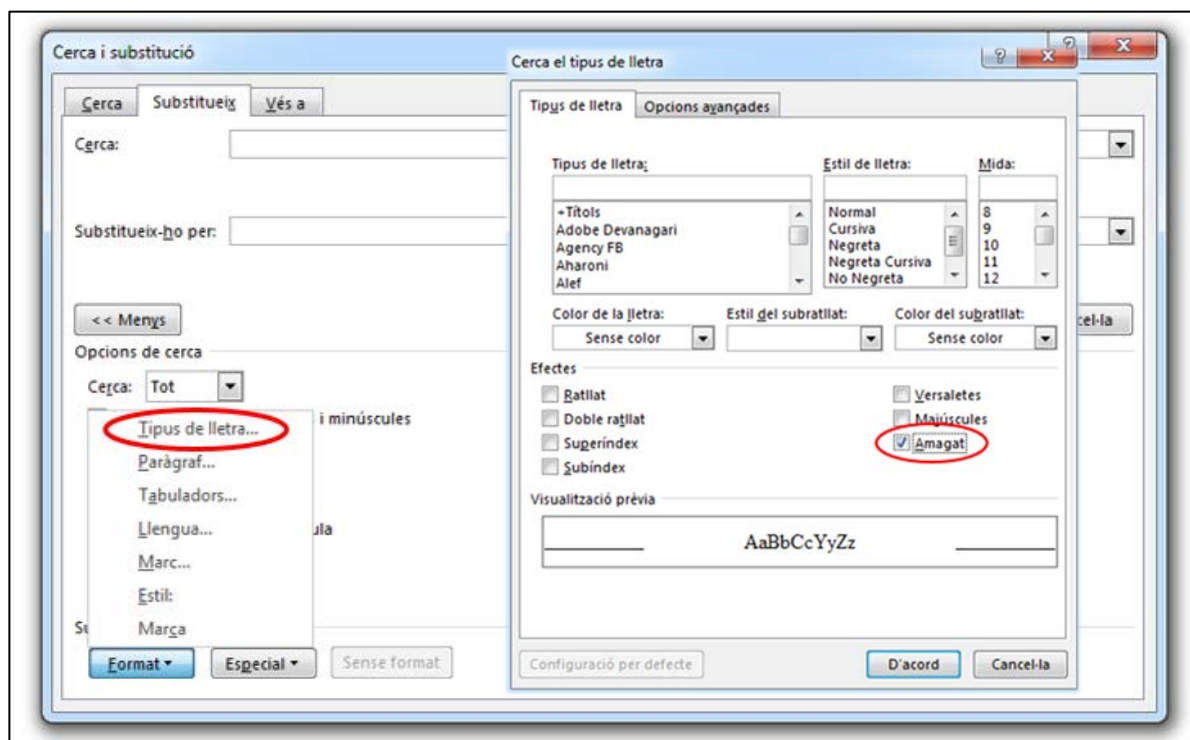 Cerca i substitució
Cerca Substitueix Vés a
Cerca:
Substitueix-ho per:
<< Menys
Opcions de cerca
Cerca: Tot
i minúscules
Tipus de lletra...
Paràgraf...
Tabuladors...
Llengua...
Marc...
Estil:
Marca
Format Especial Sense format
Cerca el tipus de lletra
Tipus de lletra Opcions avançades
Tipus de lletra: Estil de lletra: Mida:
+Títols Normal 8
Adobe Devanagari Cursiva 9
Agency FB Negreta 10
Aharoni Negreta Cursiva 11
Alef No Negreta 12
Color de la lletra: Estil del subratllat: Color del subratllat:
Sense color Sense color
Efectes
Ratllat Versaletes
Doble ratllat Majúscules
Superíndex Amagat
Subíndex
Visualització prèvia
AaBbCcYyZz
Configuració per defecte D'acord Cancel·la